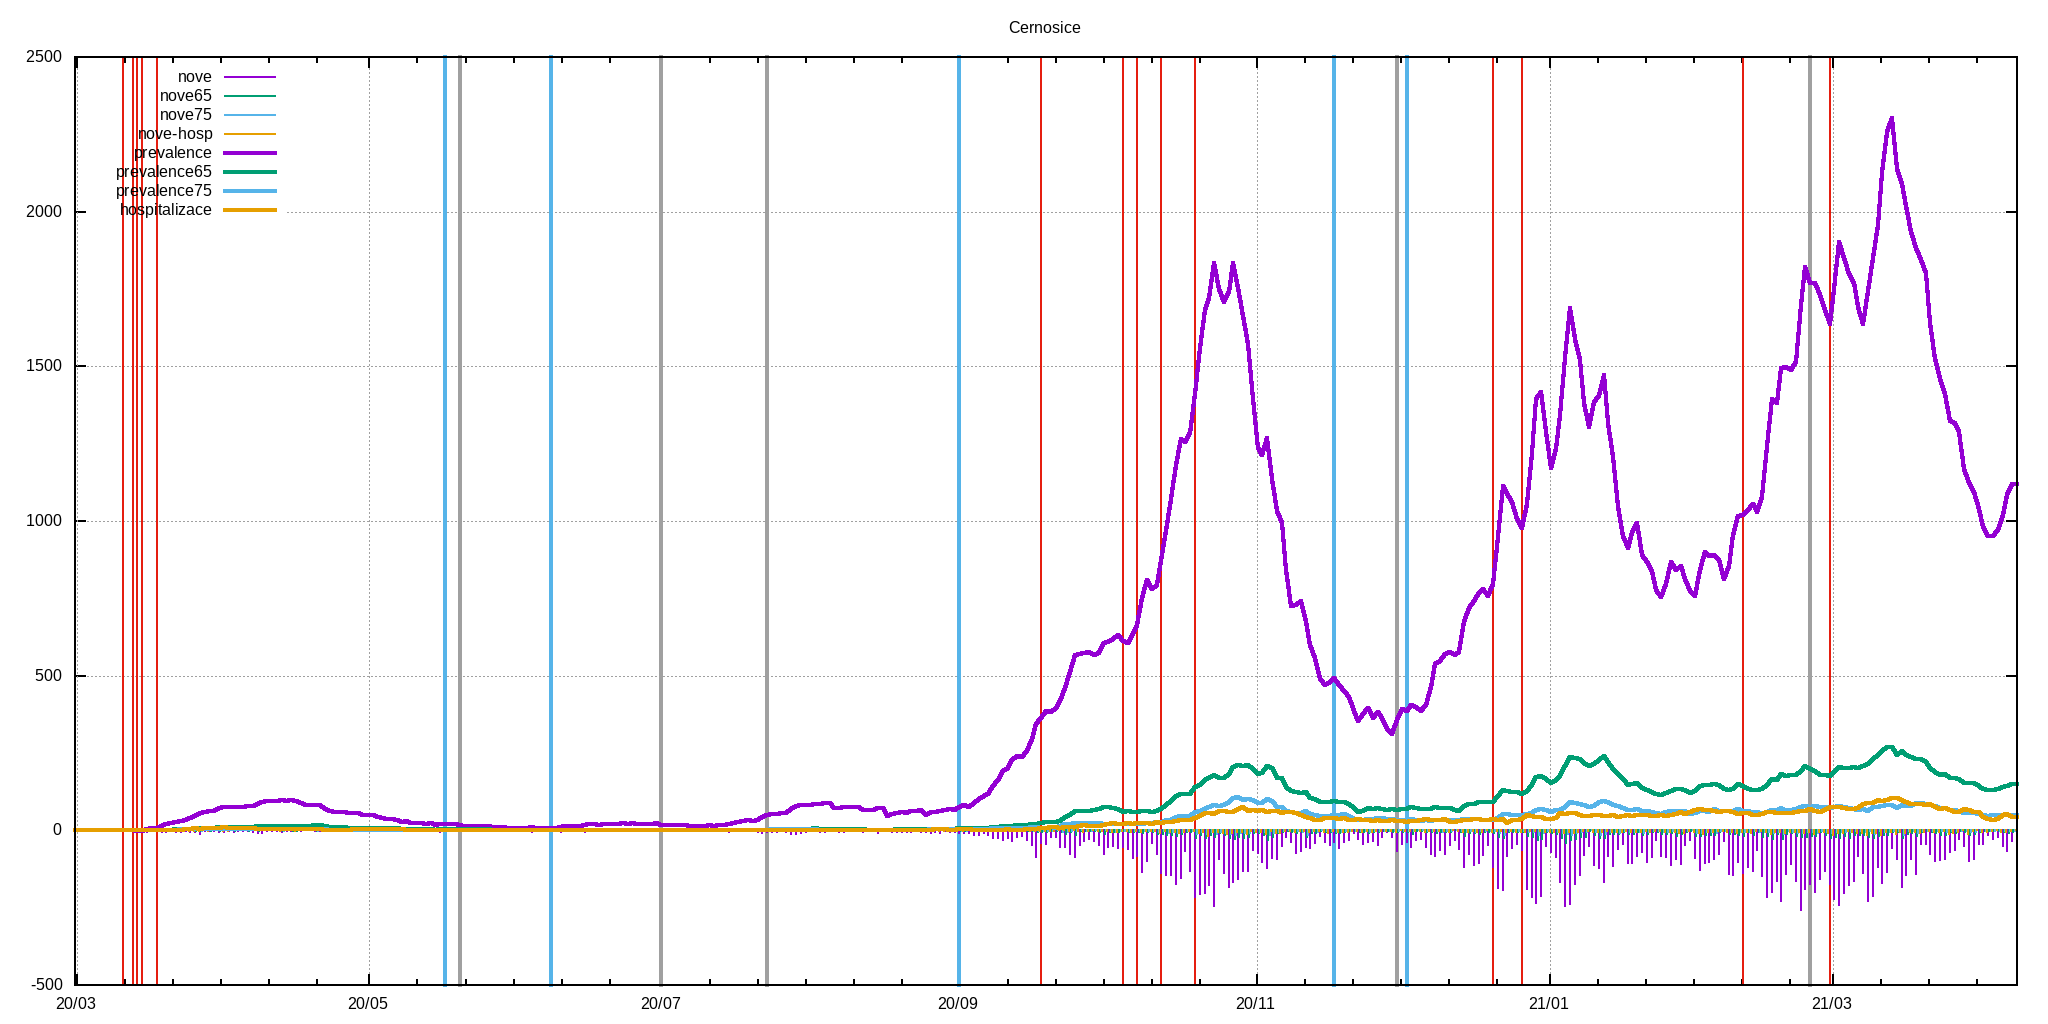 Cernosice
2500
2000
1500
1000
500
0
-500
nove
nove65
nove75
nove-hosp
prevalence
prevalence65
prevalence75
hospitalizace
20/03 20/05 20/07 20/09 20/11 21/01 21/03